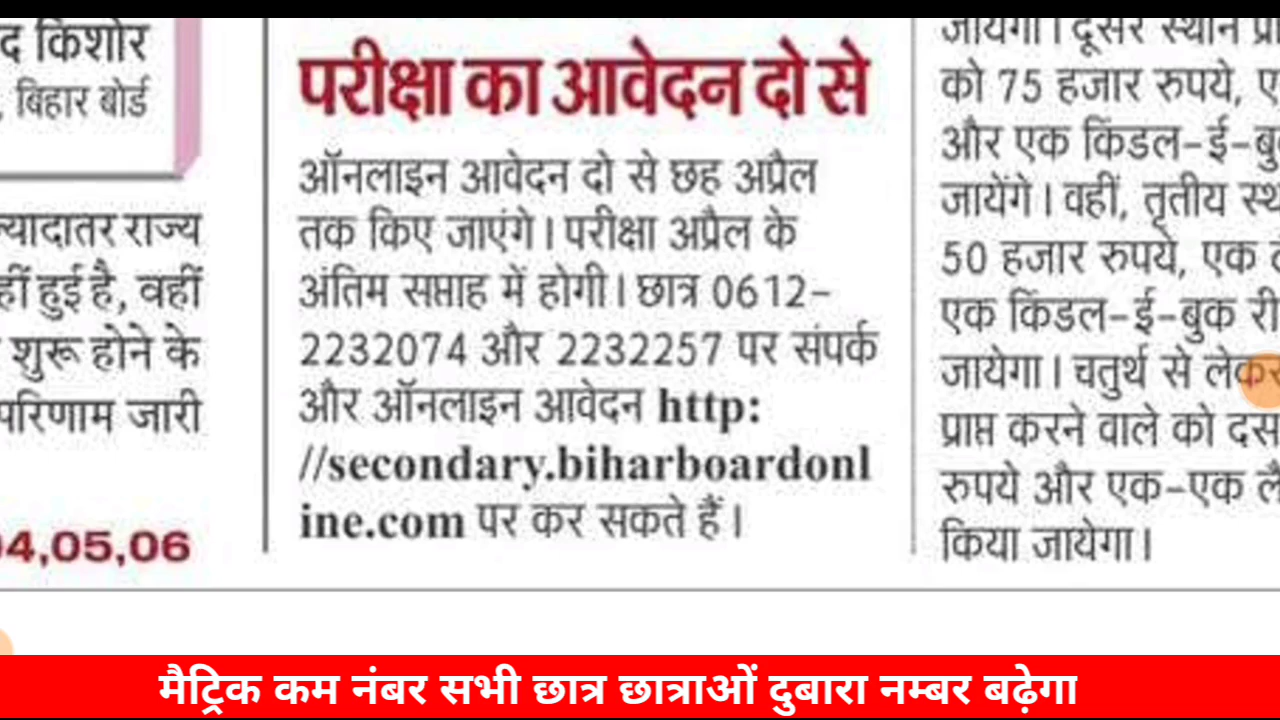 द किशोर
, बिहार बोर्ड
ज्यादातर राज्य
हीं हुई है, वहीं
शुरू होने के
परिणाम जारी
04,05,06
परीक्षा का आवेदन दो से
ऑनलाइन आवेदन दो से छह अप्रैल
तक किए जाएंगे। परीक्षा अप्रैल के
अंतिम सप्ताह में होगी। छात्र 0612-
2232074 और 2232257 पर संपर्क
और ऑनलाइन आवेदन http:
//secondary.biharboardonl
ine.com पर कर सकते हैं।
जायेगा। दूसरे स्थान
को 75 हजार रुपये,
और एक किंडल-ई-बु
जायेंगे। वहीं, तृतीय
50 हजार रुपये, एक
एक किंडल-ई-बुक री
जायेगा। चतुर्थ से लेकर
प्राप्त करने वाले को दस
रुपये और एक-एक
किया जायेगा।
मैट्रिक कम नंबर सभी छात्र छात्राओं दुबारा नम्बर बढ़ेगा